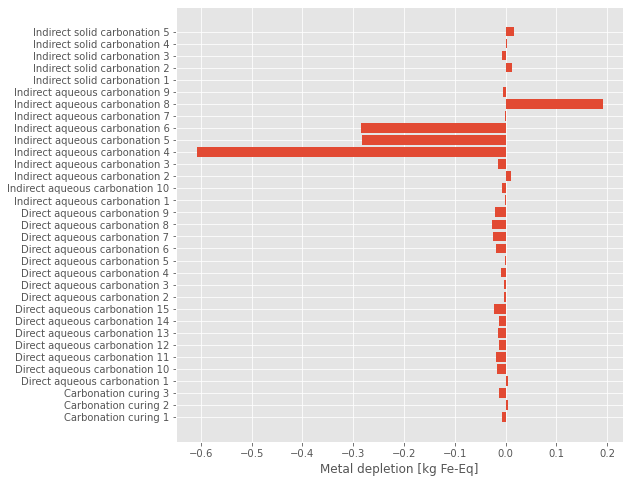 Indirect solid carbonation 5
Indirect solid carbonation 4
Indirect solid carbonation 3
Indirect solid carbonation 2
Indirect solid carbonation 1
Indirect aqueous carbonation 9
Indirect aqueous carbonation 8
Indirect aqueous carbonation 7
Indirect aqueous carbonation 6
Indirect aqueous carbonation 5
Indirect aqueous carbonation 4
Indirect aqueous carbonation 3
Indirect aqueous carbonation 2
Indirect aqueous carbonation 10
Indirect aqueous carbonation 1
Direct aqueous carbonation 9
Direct aqueous carbonation 8
Direct aqueous carbonation 7
Direct aqueous carbonation 6
Direct aqueous carbonation 5
Direct aqueous carbonation 4
Direct aqueous carbonation 3
Direct aqueous carbonation 2
Direct aqueous carbonation 15
Direct aqueous carbonation 14
Direct aqueous carbonation 13
Direct aqueous carbonation 12
Direct aqueous carbonation 11
Direct aqueous carbonation 10
Direct aqueous carbonation 1
Carbonation curing 3
Carbonation curing 2
Carbonation curing 1
−0.6 −0.5 −0.4 −0.3 −0.2 −0.1 0.0 0.1 0.2
Metal depletion [kg Fe-Eq]